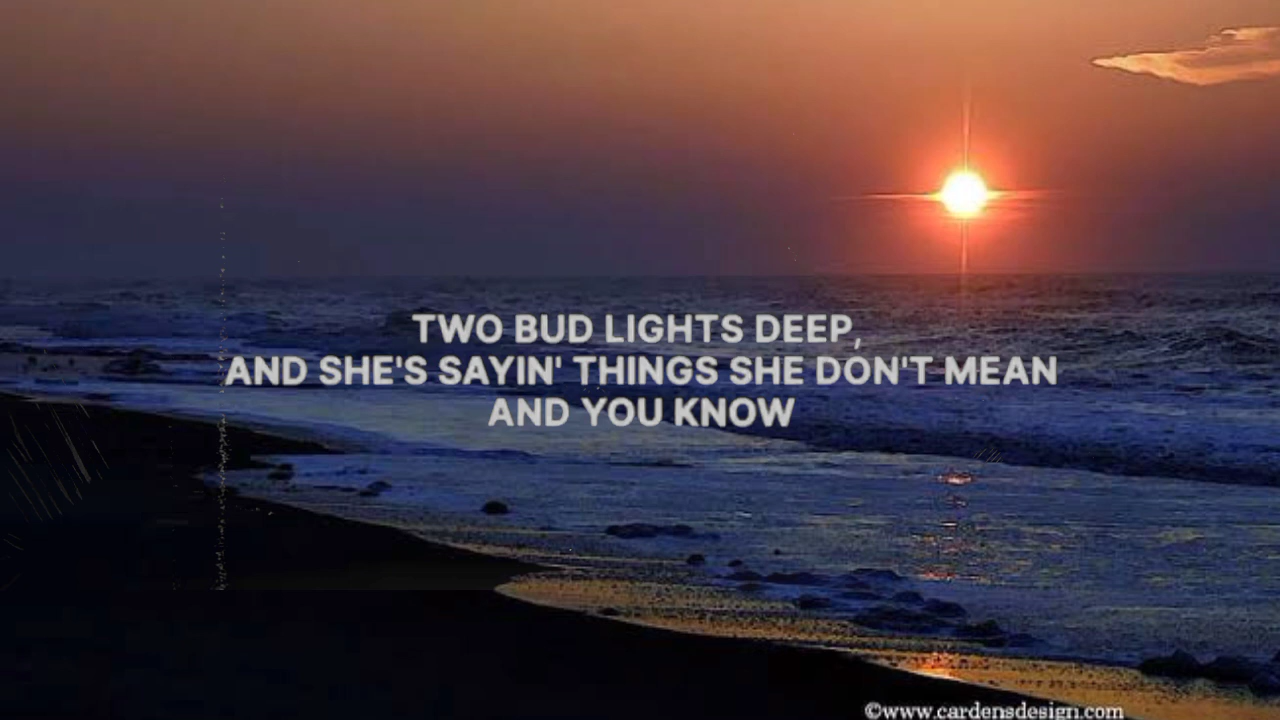 TWO BUD LIGHTS DEEP,
AND SHE'S SAYIN' THINGS SHE DON'T MEAN
AND YOU KNOW
©www.cardensdesign.com